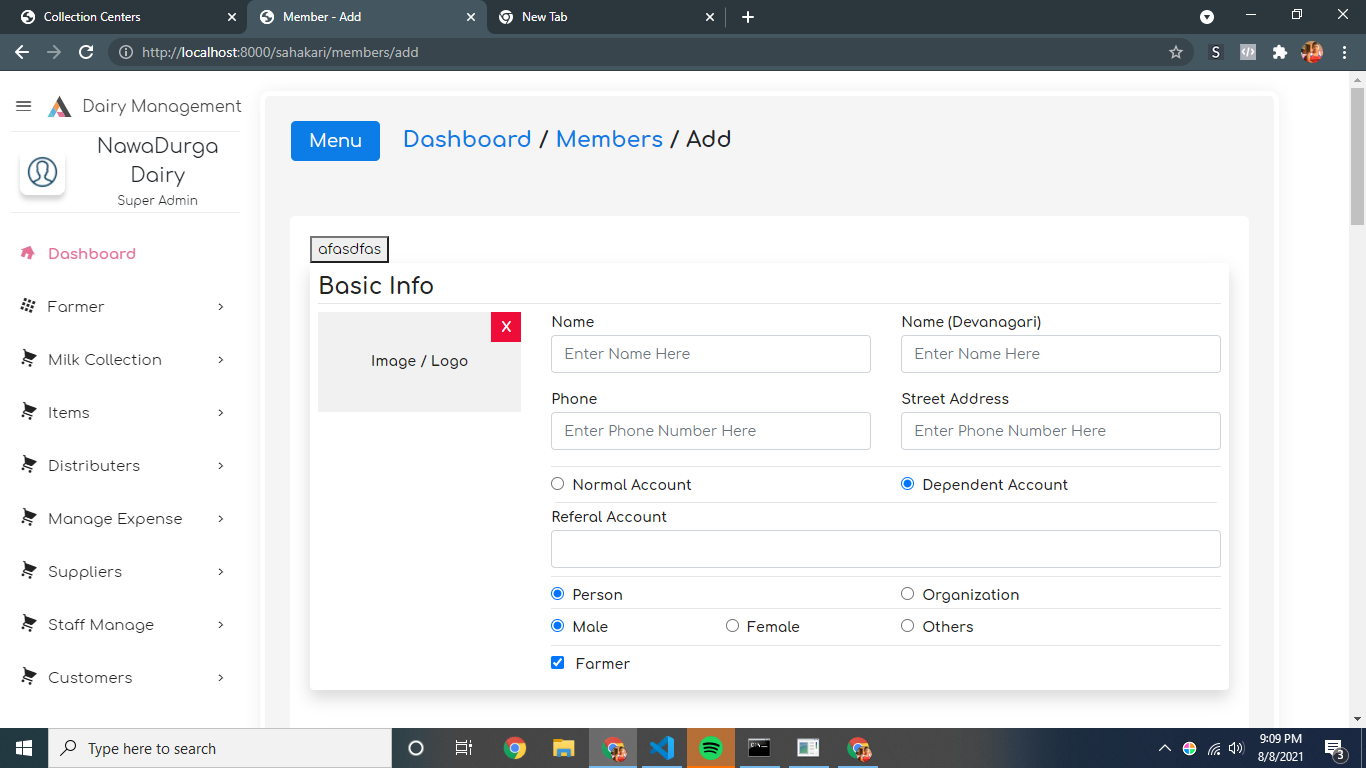 Collection Centers
Member - Add
New Tab
http://localhost:8000/sahakari/members/add
S
Dairy Management
NawaDurga
Dairy
Super Admin
Dashboard
Farmer
Milk Collection
Items
Distributers
Manage Expense
Suppliers
Staff Manage
Customers
Menu
Dashboard / Members / Add
afasdfas
Basic Info
X
Image / Logo
Name
Name (Devanagari)
Enter Name Here
Enter Name Here
Phone
Street Address
Enter Phone Number Here
Enter Phone Number Here
Normal Account
Dependent Account
Referal Account
Person
Organization
Male
Female
Others
Farmer
Type here to search
9:09 PM
8/8/2021
3